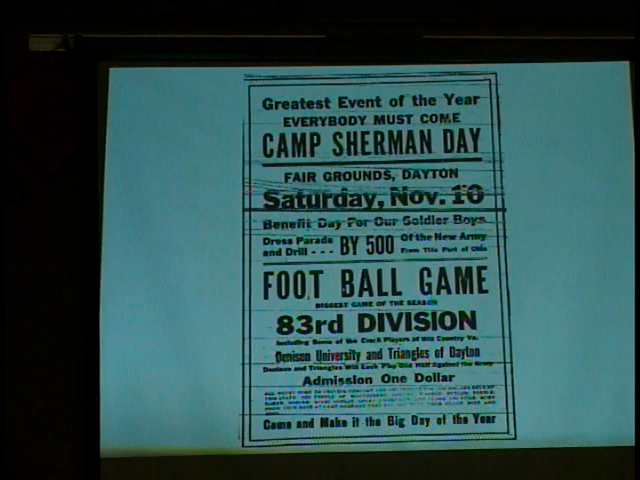 Greatest Event of the Year
EVERYBODY MUST COME
CAMP SHERMAN DAY
FAIR GROUNDS, DAYTON
Saturday, Nov. 10
Benefit Day For Our Soldier Boys
Dress Parade and Drill - - - BY 500 Of the New Army From This Part of Ohio
FOOT BALL GAME
BIGGEST GAME OF THE SEASON
83rd DIVISION
Including Some of the Crack Players of this Country Vs.
Denison University and Triangles of Dayton
Denison and Triangles Will Each Play One Half Against the Army
Admission One Dollar
Come and Make it the Big Day of the Year